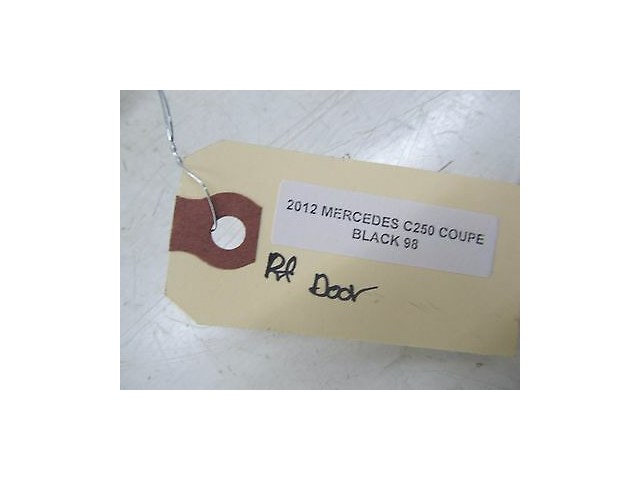 2012 MERCEDES C250 COUPE
BLACK 98
Rf Door